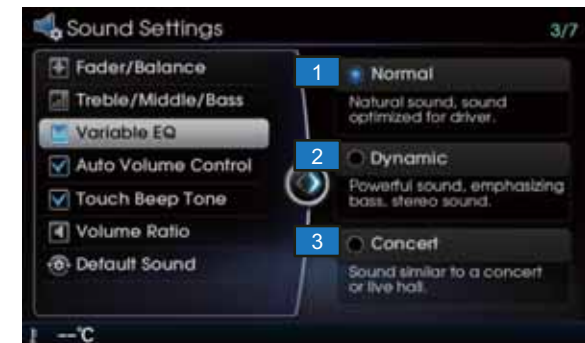 Sound Settings
3/7
Fader/Balance
Treble/Middle/Bass
Variable EQ
Auto Volume Control
Touch Beep Tone
Volume Ratio
Default Sound
1
Normal
Natural sound, sound
optimized for driver.
2
Dynamic
Powerful sound, emphasizing
bass, stereo sound.
3
Concert
Sound similar to a concert
or live hall.
--°C